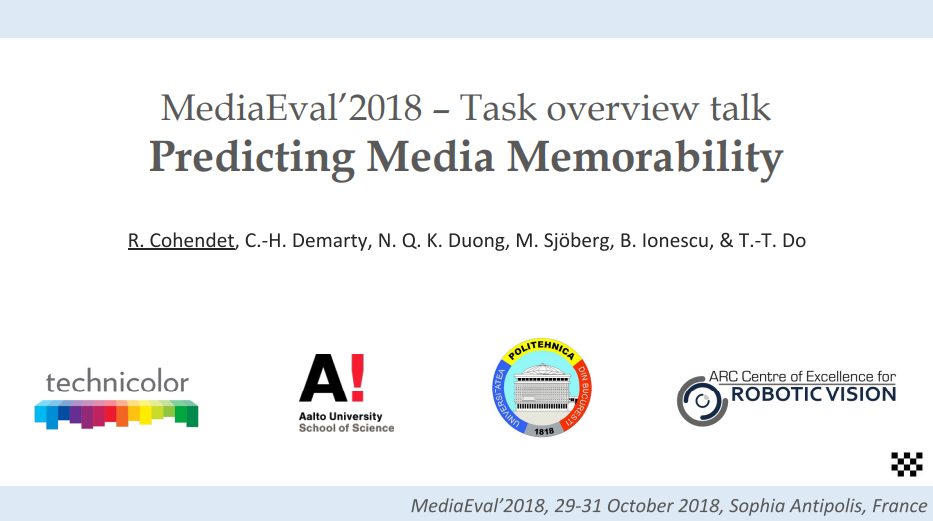 MediaEval’2018 – Task overview talk
Predicting Media Memorability
R. Cohendet, C.-H. Demarty, N. Q. K. Duong, M. Sjöberg, B. Ionescu, & T.-T. Do
technicolor
A!
Aalto University
School of Science
UNIVERSITATEA POLITEHNICA DIN BUCURESTI
1818
ARC Centre of Excellence for
ROBOTIC VISION
MediaEval’2018, 29-31 October 2018, Sophia Antipolis, France